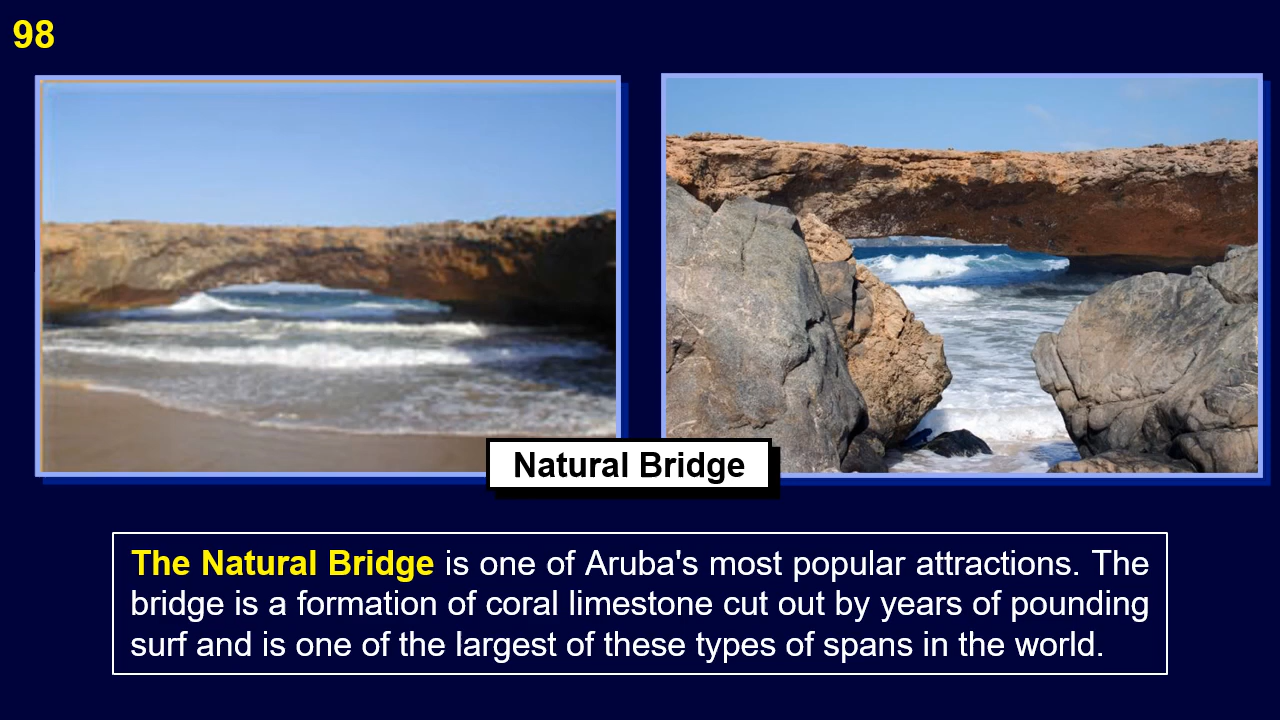 98
Natural Bridge
The Natural Bridge is one of Aruba's most popular attractions. The
bridge is a formation of coral limestone cut out by years of pounding
surf and is one of the largest of these types of spans in the world.